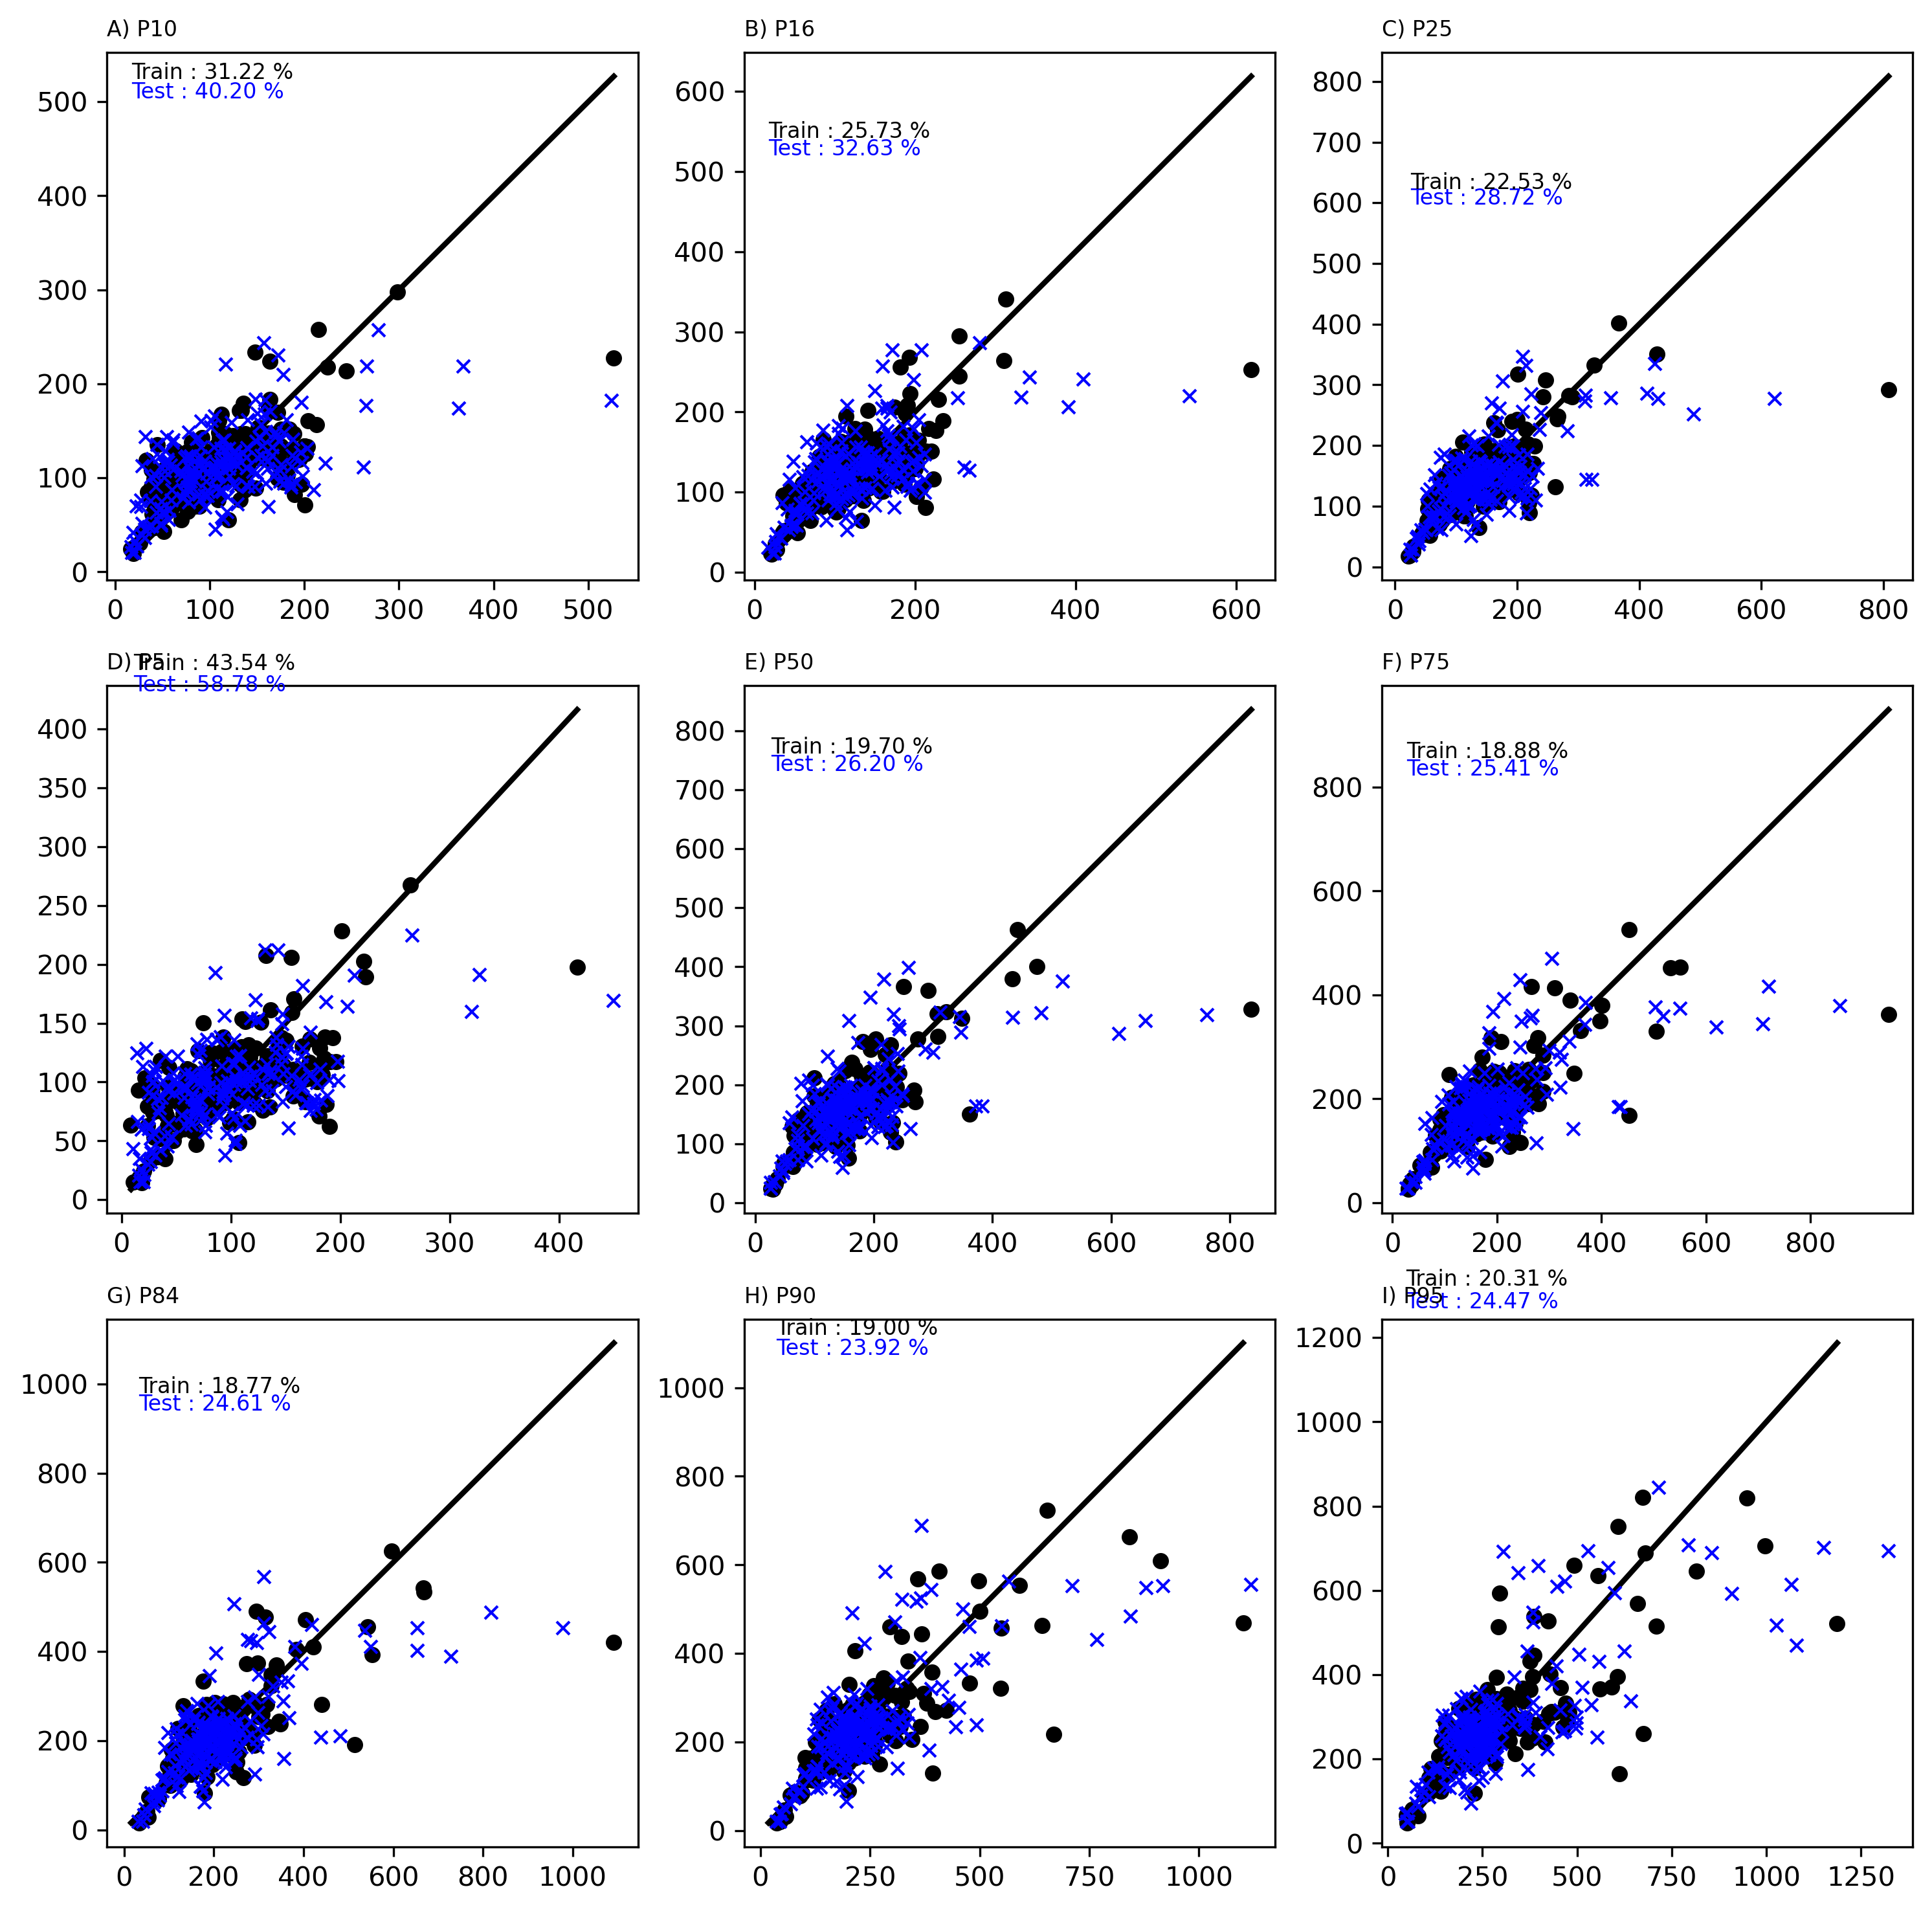 A) P10
Train : 31.22 %
Test : 40.20 %
500
400
300
200
100
0
0 100 200 300 400 500
B) P16
Train : 25.73 %
Test : 32.63 %
600
500
400
300
200
100
0
0 200 400 600
C) P25
Train : 22.53 %
Test : 28.72 %
800
700
600
500
400
300
200
100
0
0 200 400 600 800
D) P5
Train : 43.54 %
Test : 58.78 %
400
350
300
250
200
150
100
50
0
0 100 200 300 400
E) P50
Train : 19.70 %
Test : 26.20 %
800
700
600
500
400
300
200
100
0
0 200 400 600 800
F) P75
Train : 18.88 %
Test : 25.41 %
800
600
400
200
0
0 200 400 600 800
G) P84
Train : 18.77 %
Test : 24.61 %
1000
800
600
400
200
0
0 200 400 600 800 1000
H) P90
Train : 19.00 %
Test : 23.92 %
1000
800
600
400
200
0
0 250 500 750 1000
I) P95
Train : 20.31 %
Test : 24.47 %
1200
1000
800
600
400
200
0
0 250 500 750 1000 1250